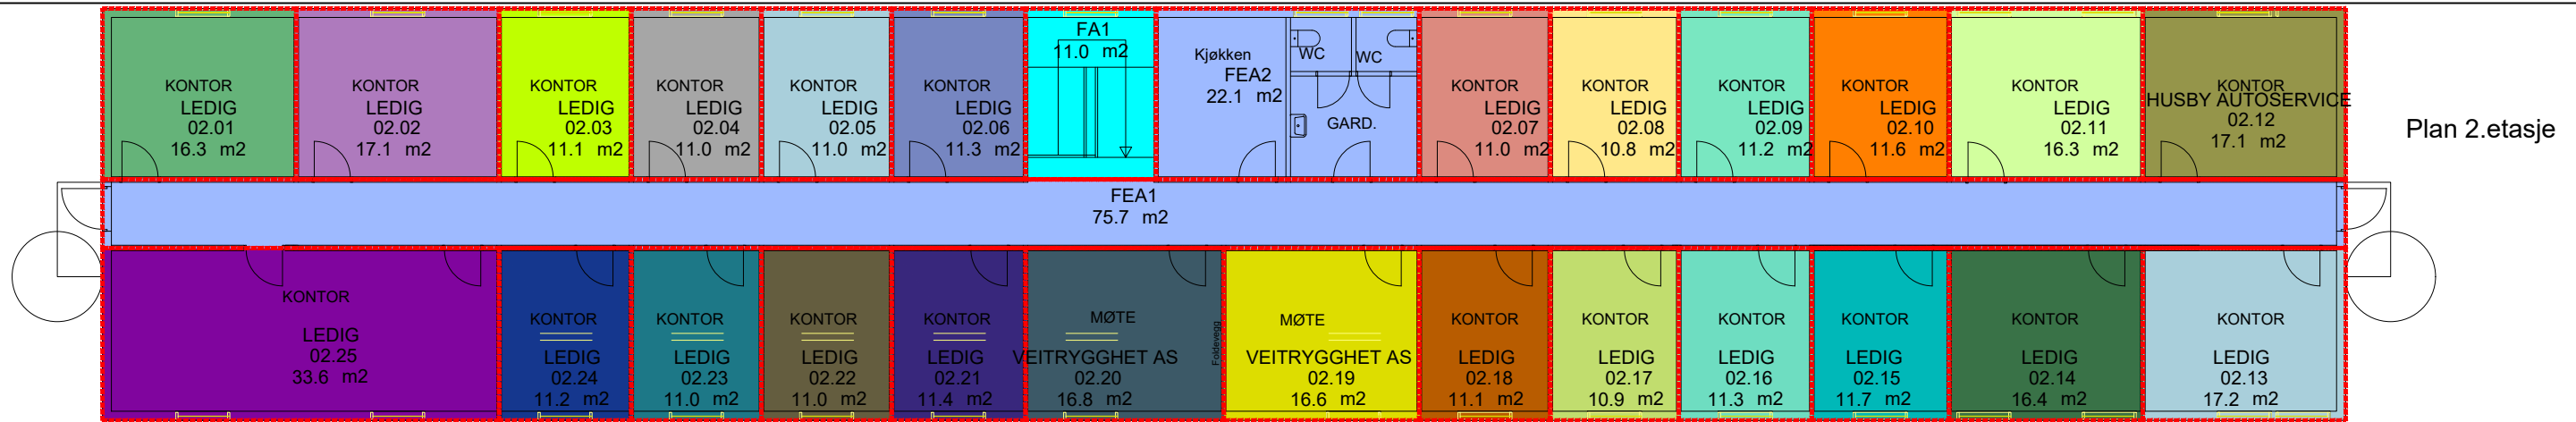 KONTOR
LEDIG
02.01
16.3 m2
KONTOR
LEDIG
02.02
17.1 m2
KONTOR
LEDIG
02.03
11.1 m2
KONTOR
LEDIG
02.04
11.0 m2
KONTOR
LEDIG
02.05
11.0 m2
KONTOR
LEDIG
02.06
11.3 m2
FA1
11.0 m2
Kjøkken
FEA2
22.1 m2
WC
WC
GARD.
KONTOR
LEDIG
02.07
11.0 m2
KONTOR
LEDIG
02.08
10.8 m2
KONTOR
LEDIG
02.09
11.2 m2
KONTOR
LEDIG
02.10
11.6 m2
KONTOR
LEDIG
02.11
16.3 m2
KONTOR
HUSBY AUTOSERVICE
02.12
17.1 m2
Plan 2.etasje
FEA1
75.7 m2
KONTOR
LEDIG
02.25
33.6 m2
KONTOR
LEDIG
02.24
11.2 m2
KONTOR
LEDIG
02.23
11.0 m2
KONTOR
LEDIG
02.22
11.0 m2
KONTOR
LEDIG
02.21
11.4 m2
MØTE
VEITRYGGHET AS
02.20
16.8 m2
Foldevegg
MØTE
VEITRYGGHET AS
02.19
16.6 m2
KONTOR
LEDIG
02.18
11.1 m2
KONTOR
LEDIG
02.17
10.9 m2
KONTOR
LEDIG
02.16
11.3 m2
KONTOR
LEDIG
02.15
11.7 m2
KONTOR
LEDIG
02.14
16.4 m2
KONTOR
LEDIG
02.13
17.2 m2